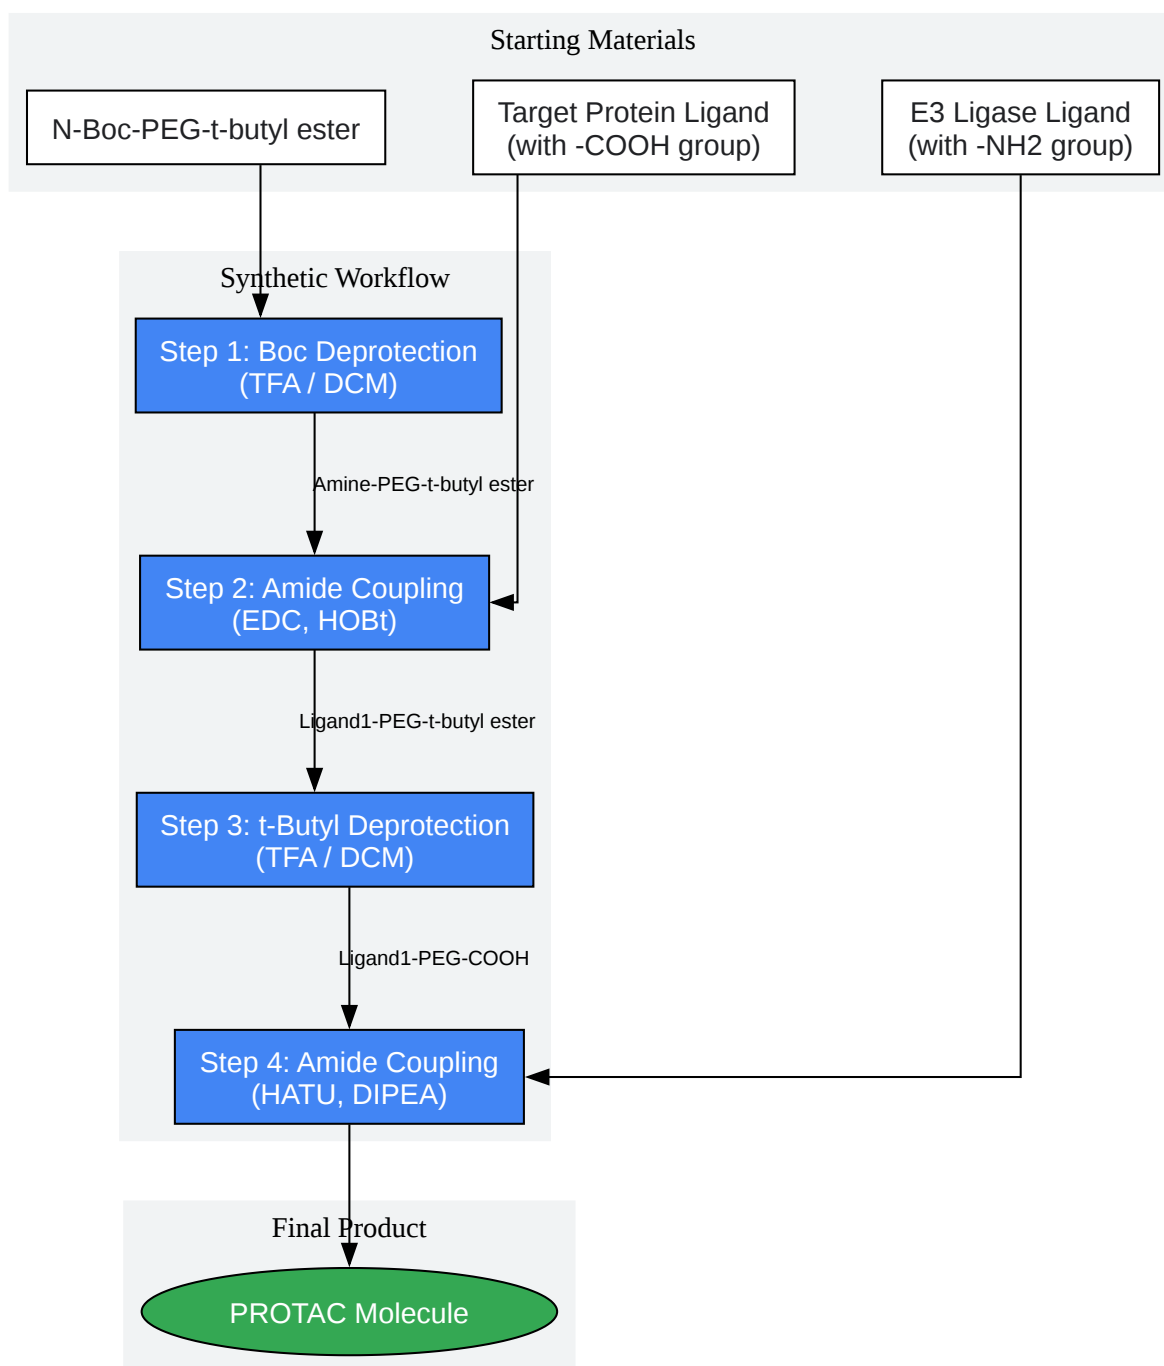 Starting Materials
N-Boc-PEG-t-butyl ester
Target Protein Ligand
(with -COOH group)
E3 Ligase Ligand
(with -NH2 group)
Synthetic Workflow
Step 1: Boc Deprotection
(TFA / DCM)
Amine-PEG-t-butyl ester
Step 2: Amide Coupling
(EDC, HOBt)
Ligand1-PEG-t-butyl ester
Step 3: t-Butyl Deprotection
(TFA / DCM)
Ligand1-PEG-COOH
Step 4: Amide Coupling
(HATU, DIPEA)
Final Product
PROTAC Molecule